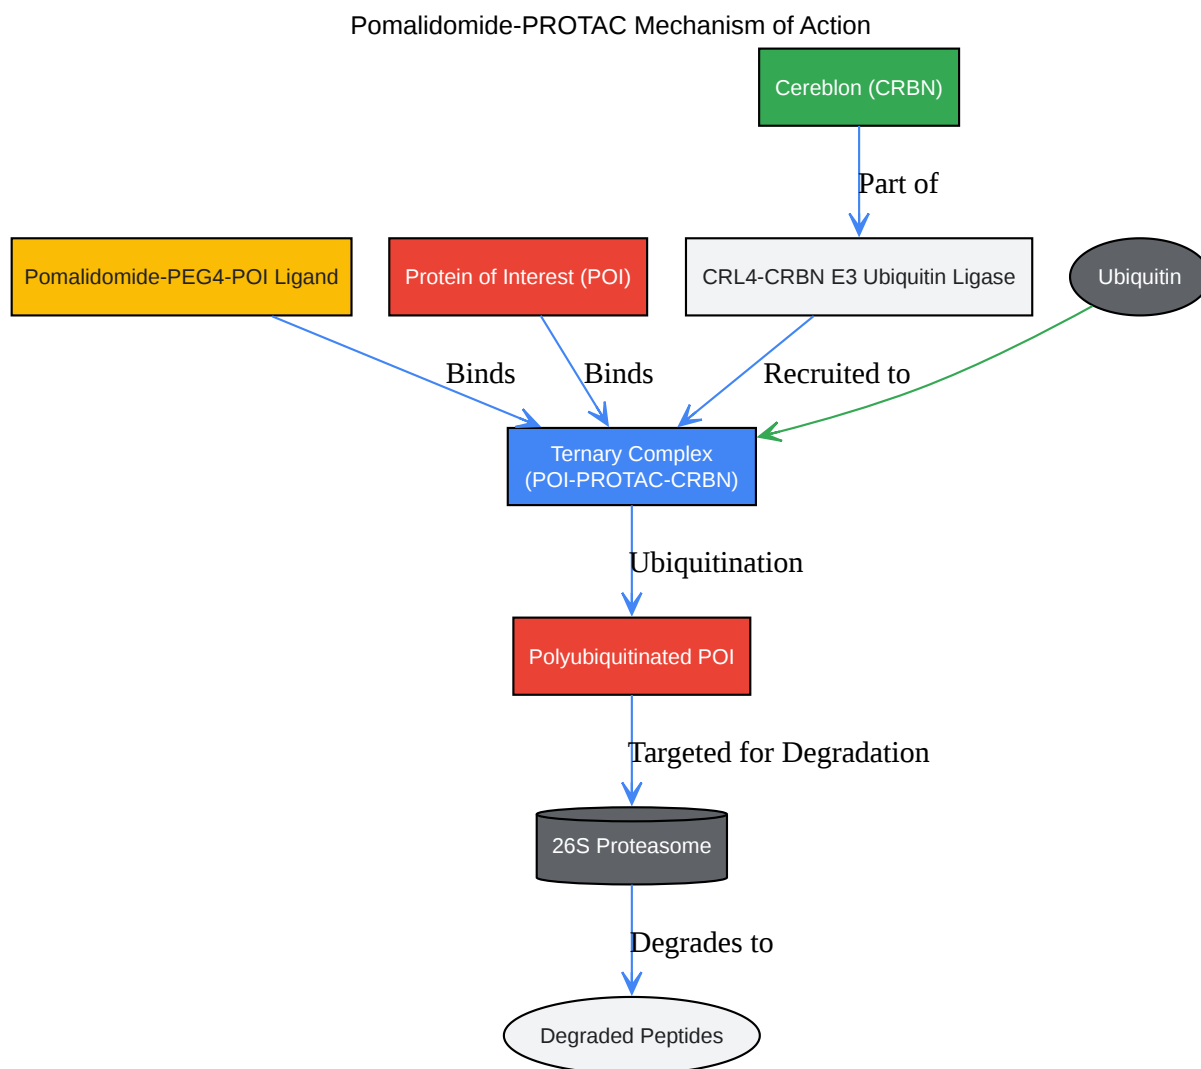 Pomalidomide-PROTAC Mechanism of Action
Cereblon (CRBN)
Part of
Pomalidomide-PEG4-POI Ligand
Protein of Interest (POI)
CRL4-CRBN E3 Ubiquitin Ligase
Ubiquitin
Binds
Binds
Recruited to
Ternary Complex
(POI-PROTAC-CRBN)
Ubiquitination
Polyubiquitinated POI
Targeted for Degradation
26S Proteasome
Degrades to
Degraded Peptides